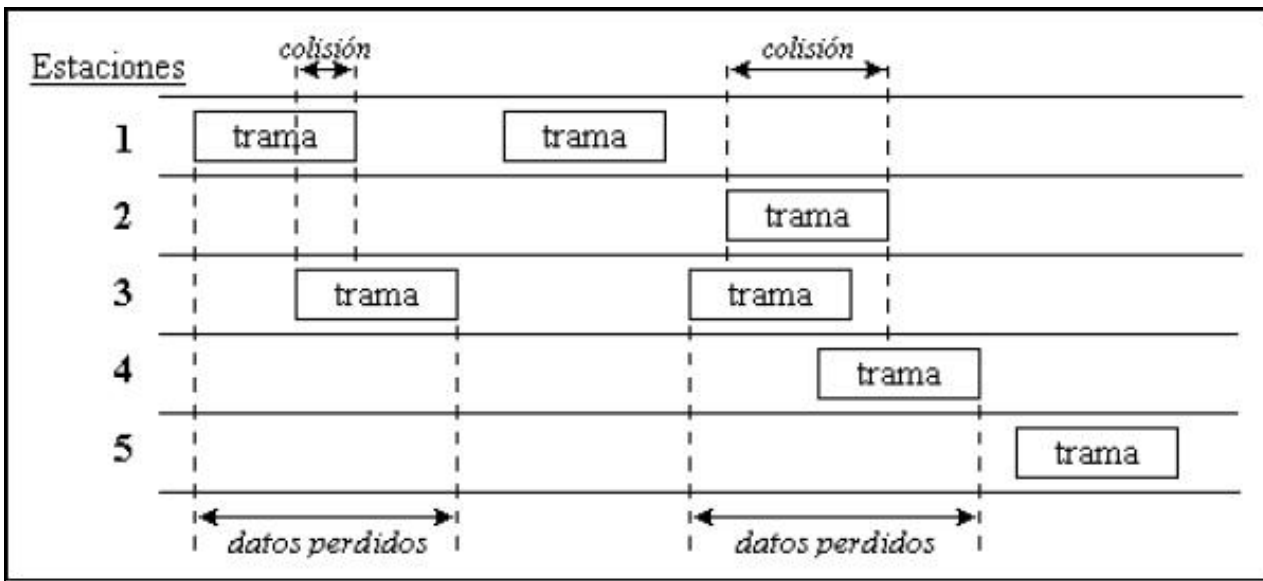 Estaciones
colisión
colisión
1
trama
trama
2
trama
3
trama
trama
4
trama
5
trama
datos perdidos
datos perdidos